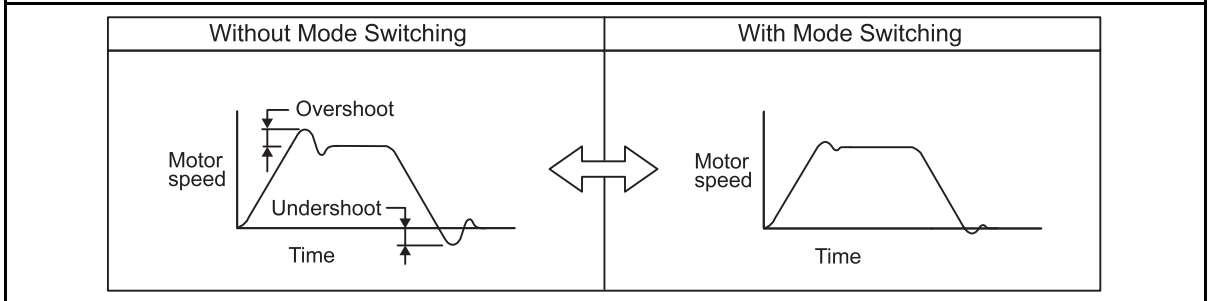 Without Mode Switching
With Mode Switching
Overshoot
Motor
speed
Undershoot
Time
Motor
speed
Time